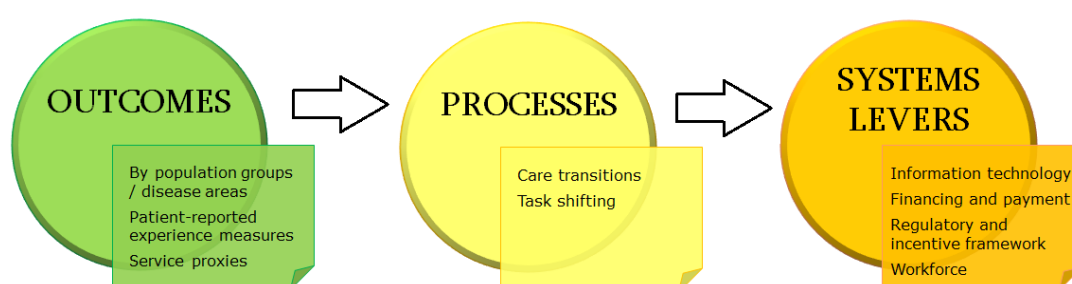 OUTCOMES
By population groups
/ disease areas
Patient-reported
experience measures
Service proxies
PROCESSES
Care transitions
Task shifting
SYSTEMS
LEVERS
Information technology
Financing and payment
Regulatory and
incentive framework
Workforce